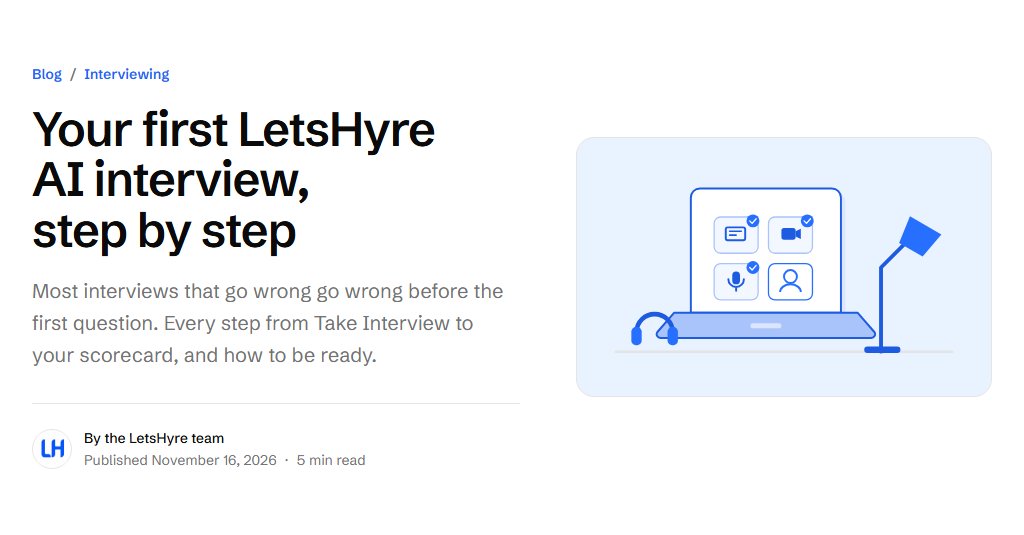 Blog / Interviewing
Your first LetsHyre
AI interview,
step by step
Most interviews that go wrong go wrong before the
first question. Every step from Take Interview to
your scorecard, and how to be ready.
LH
By the LetsHyre team
Published November 16, 2026 · 5 min read